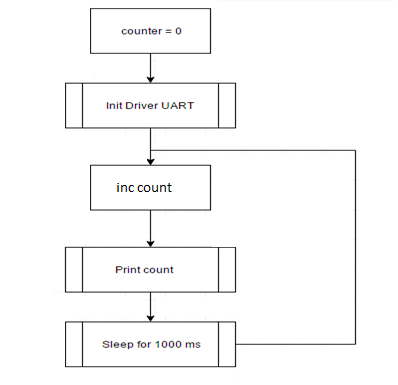 counter = 0
Init Driver UART
inc count
Print count
Sleep for 1000 ms